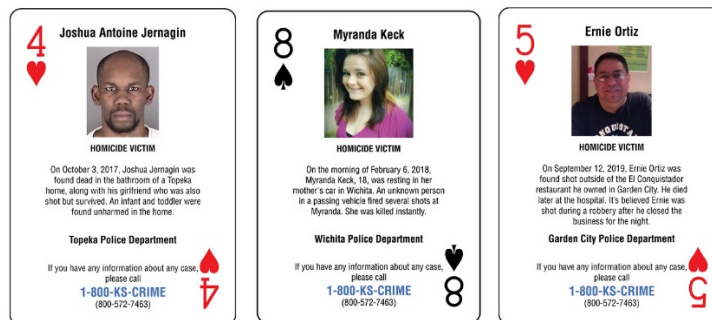 4
Joshua Antoine Jernagin
HOMICIDE VICTIM
On October 3, 2017, Joshua Jernagin was
found dead in the bathroom of a Topeka
home, along with his girlfriend who was also
shot but survived. An infant and toddler were
found unharmed in the home.
Topeka Police Department
If you have any information about any case,
please call
1-800-KS-CRIME
(800-572-7463)
4
8
Myranda Keck
HOMICIDE VICTIM
On the morning of February 6, 2018,
Myranda Keck, 18, was resting in her
mother's car in Wichita. An unknown person
in a passing vehicle fired several shots at
Myranda. She was killed instantly.
Wichita Police Department
If you have any information about any case,
please call
1-800-KS-CRIME
(800-572-7463)
8
5
Ernie Ortiz
HOMICIDE VICTIM
On September 12, 2019, Ernie Ortiz was
found shot outside of the El Conquistador
restaurant he owned in Garden City. He died
later at the hospital. It's believed Ernie was
shot during a robbery after he closed the
business for the night.
Garden City Police Department
If you have any information about any case,
please call
1-800-KS-CRIME
(800-572-7463)
5